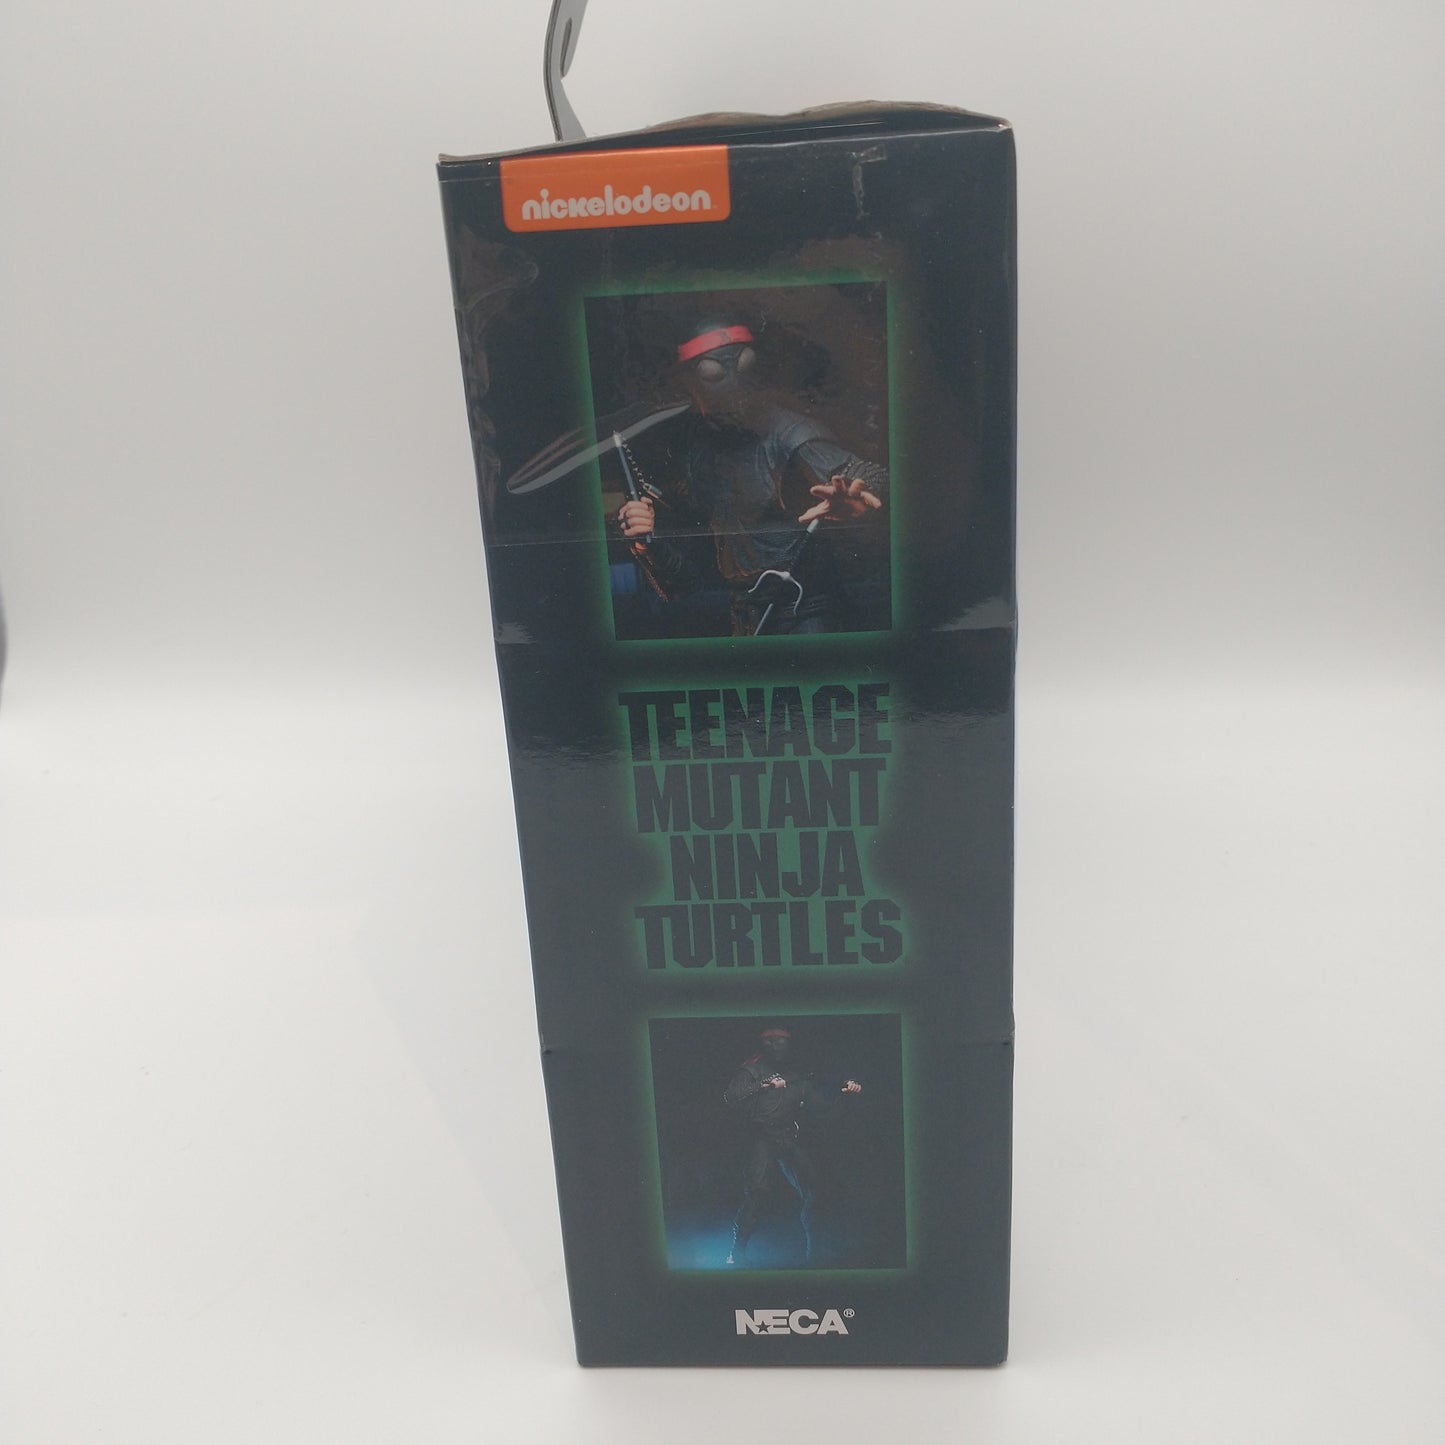 nickelodeon
TEENAGE
MUTANT
NINJA
TURTLES
NECA®